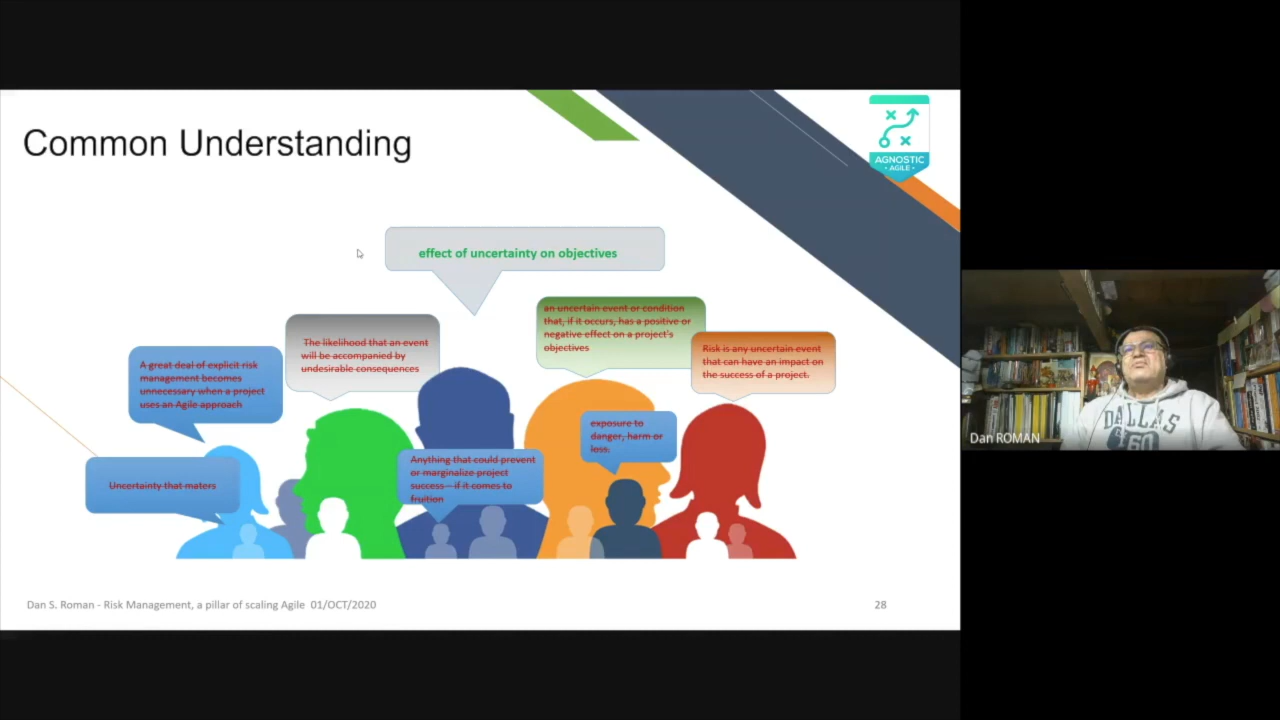 Common Understanding
AGNOSTIC
• AGILE •
effect of uncertainty on objectives
an uncertain event or condition
that, if it occurs, has a positive or
negative effect on a project's
objectives
The likelihood that an event
will be accompanied by
undesirable consequences
Risk is any uncertain event
that can have an impact on
the success of a project.
A great deal of explicit risk
management becomes
unnecessary when a project
uses an Agile approach
exposure to
danger, harm or
loss.
Anything that could prevent
or marginalize project
success – if it comes to
fruition
Uncertainty that maters
Dan S. Roman - Risk Management, a pillar of scaling Agile 01/OCT/2020
28
DALLAS
60
Dan ROMAN